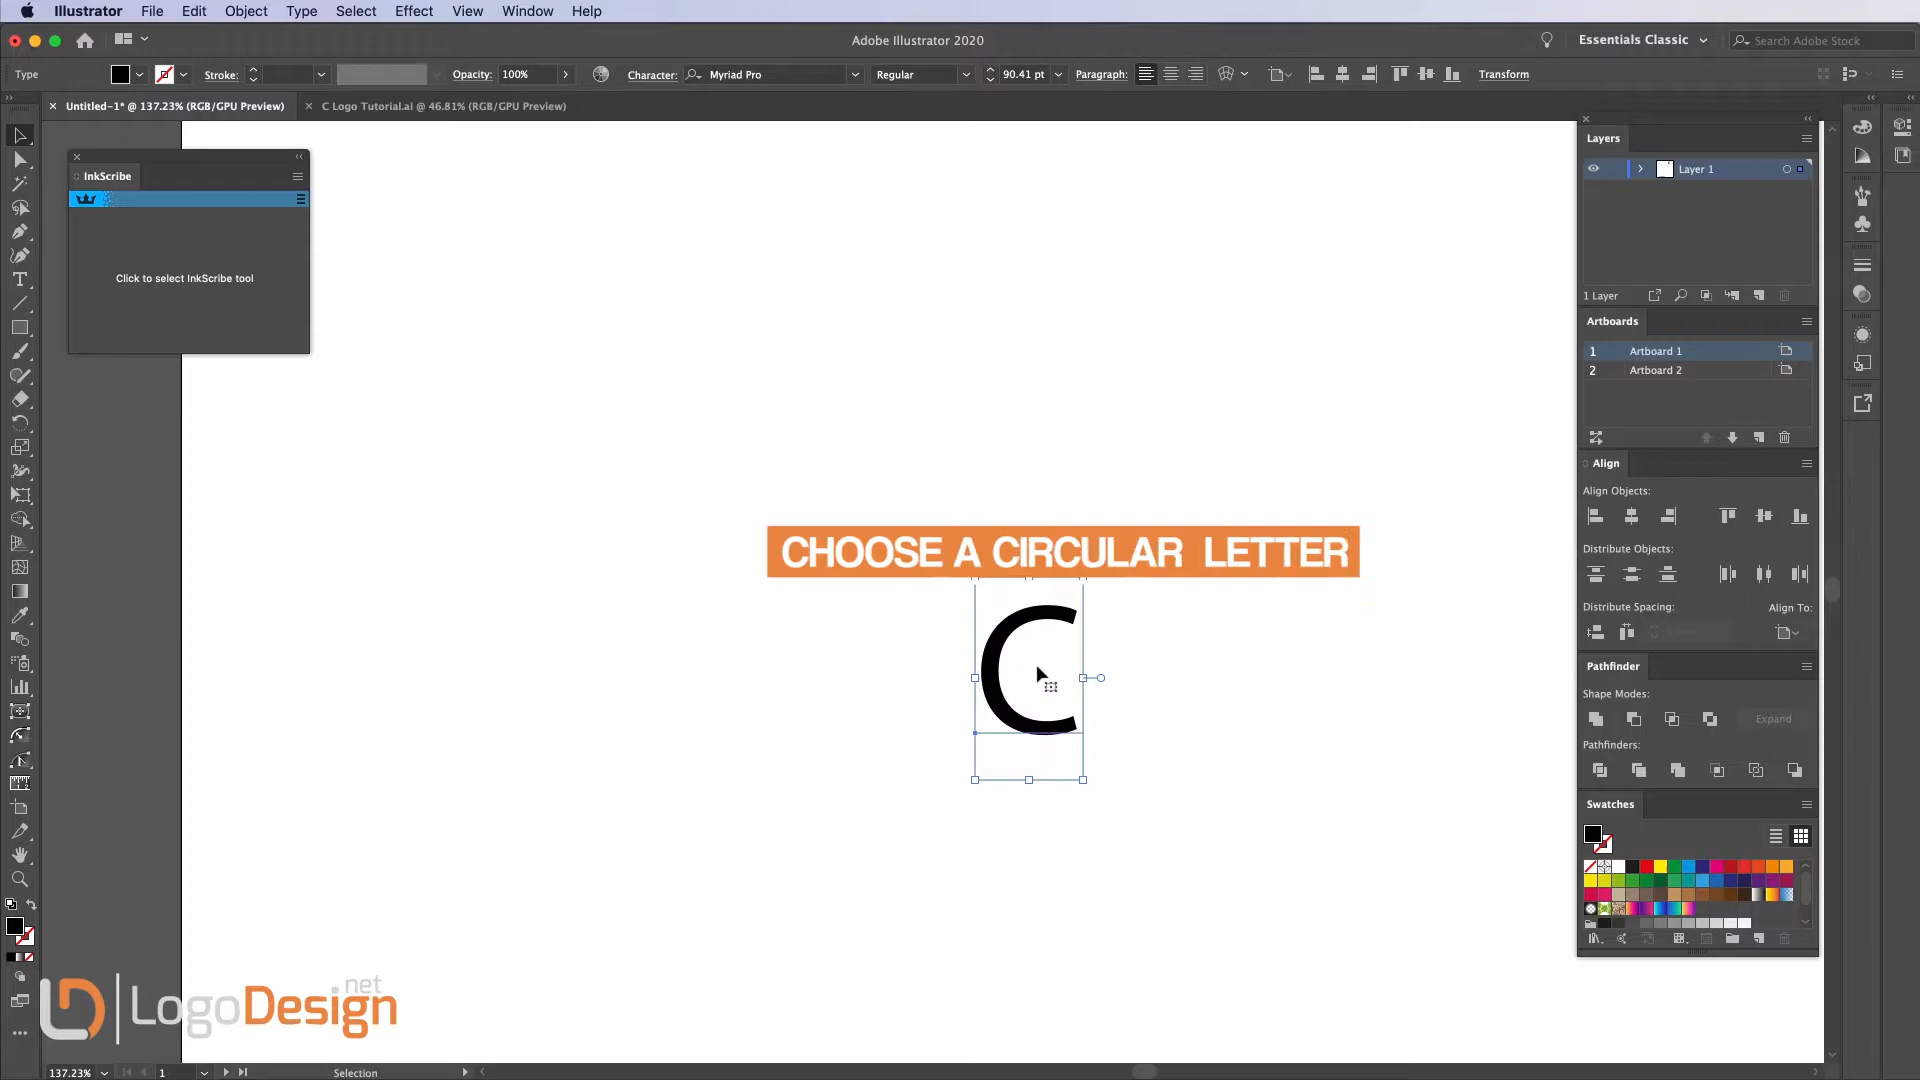 Illustrator File Edit Object Type Select Effect View Window Help
Adobe Illustrator 2020
Essentials Classic
Search Adobe Stock
Type Stroke: Opacity: 100% Character: Myriad Pro Regular 90.41 pt Paragraph: Transform
Untitled-1* @ 137.23% (RGB/GPU Preview)
C Logo Tutorial.ai @ 46.81% (RGB/GPU Preview)
InkScribe
Click to select InkScribe tool
CHOOSE A CIRCULAR LETTER
C
Layers
Layer 1
1 Layer
Artboards
1 Artboard 1
2 Artboard 2
Align
Align Objects:
Distribute Objects:
Distribute Spacing: Align To:
Pathfinder
Shape Modes:
Expand
Pathfinders:
Swatches
LogoDesign.net
137.23% 1 Selection